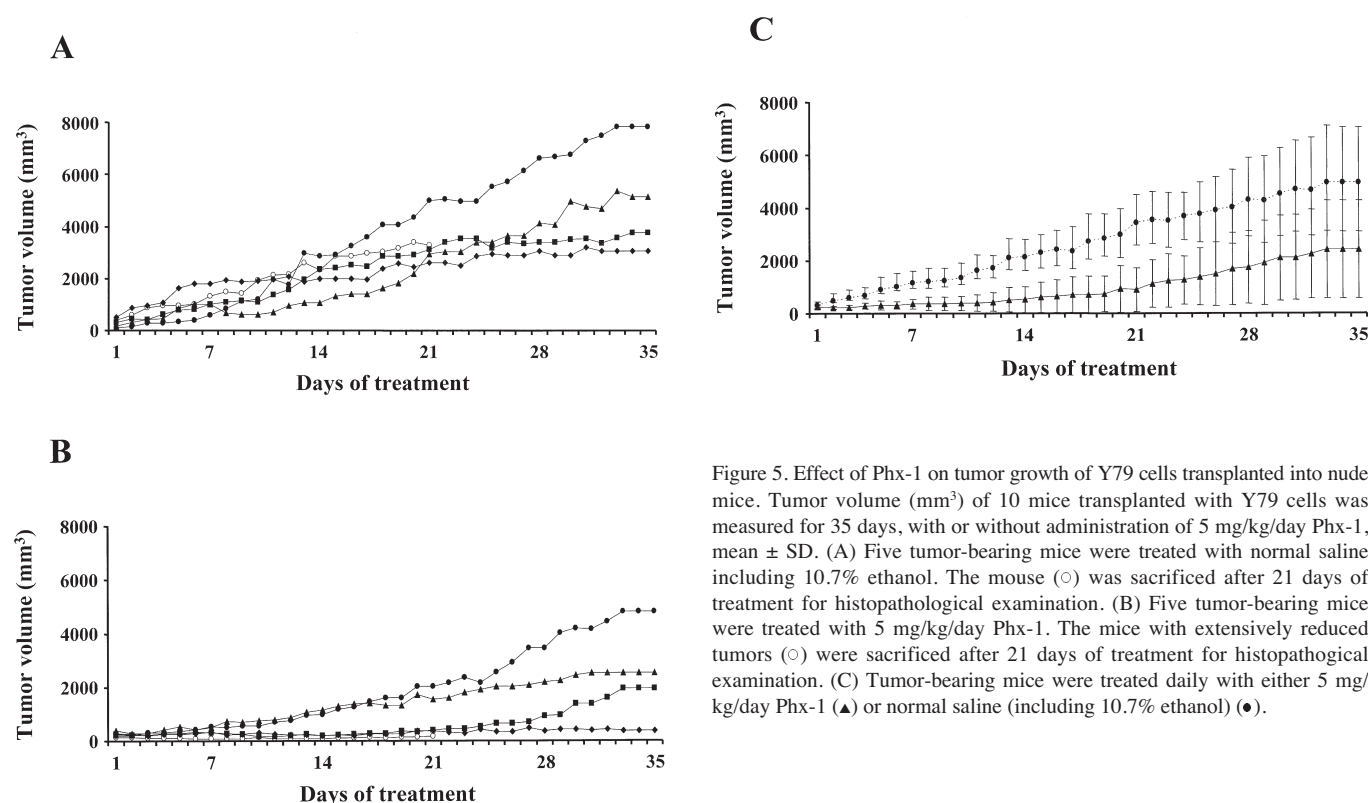 A
Tumor volume (mm³)
8000
6000
4000
2000
0
1 7 14 21 28 35
Days of treatment
B
Tumor volume (mm³)
8000
6000
4000
2000
0
1 7 14 21 28 35
Days of treatment
C
Tumor volume (mm³)
8000
6000
4000
2000
0
1 7 14 21 28 35
Days of treatment
Figure 5. Effect of Phx-1 on tumor growth of Y79 cells transplanted into nude
mice. Tumor volume (mm³) of 10 mice transplanted with Y79 cells was
measured for 35 days, with or without administration of 5 mg/kg/day Phx-1,
mean ± SD. (A) Five tumor-bearing mice were treated with normal saline
including 10.7% ethanol. The mouse (○) was sacrificed after 21 days of
treatment for histopathological examination. (B) Five tumor-bearing mice
were treated with 5 mg/kg/day Phx-1. The mice with extensively reduced
tumors (○) were sacrificed after 21 days of treatment for histopathogical
examination. (C) Tumor-bearing mice were treated daily with either 5 mg/
kg/day Phx-1 (▲) or normal saline (including 10.7% ethanol) (●).